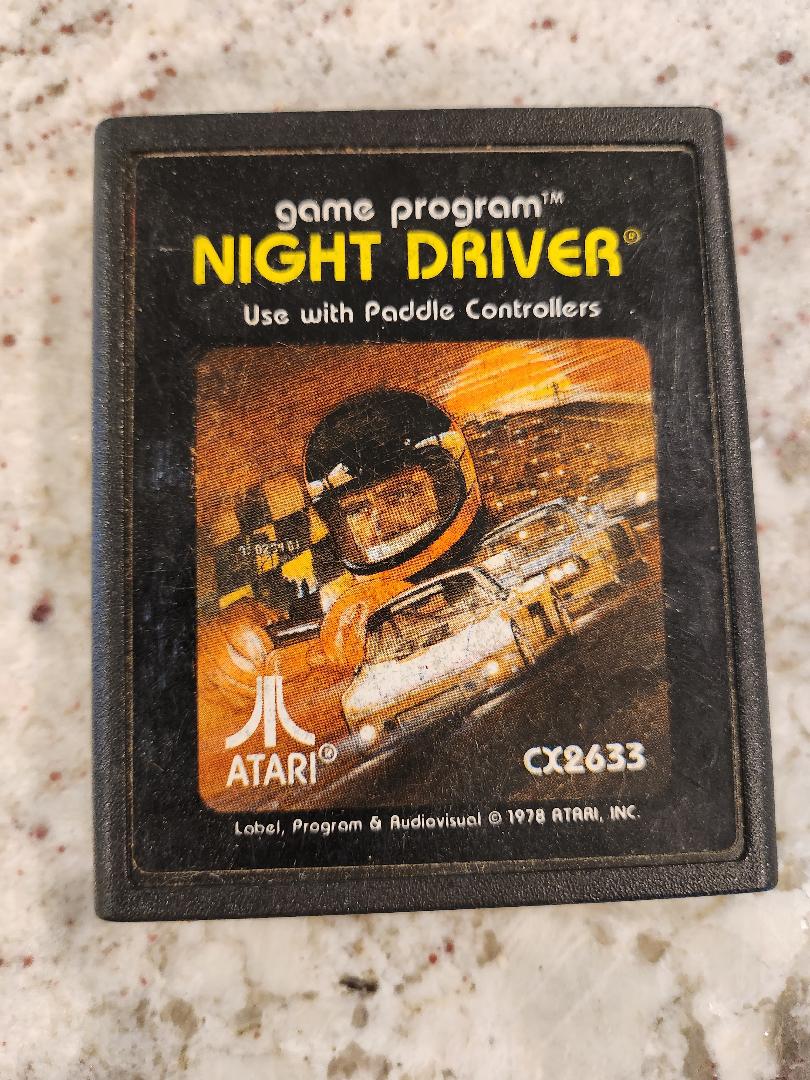 game program™
NIGHT DRIVER®
Use with Paddle Controllers
ATARI®
CX2633
Label, Program & Audiovisual © 1978 ATARI, INC.